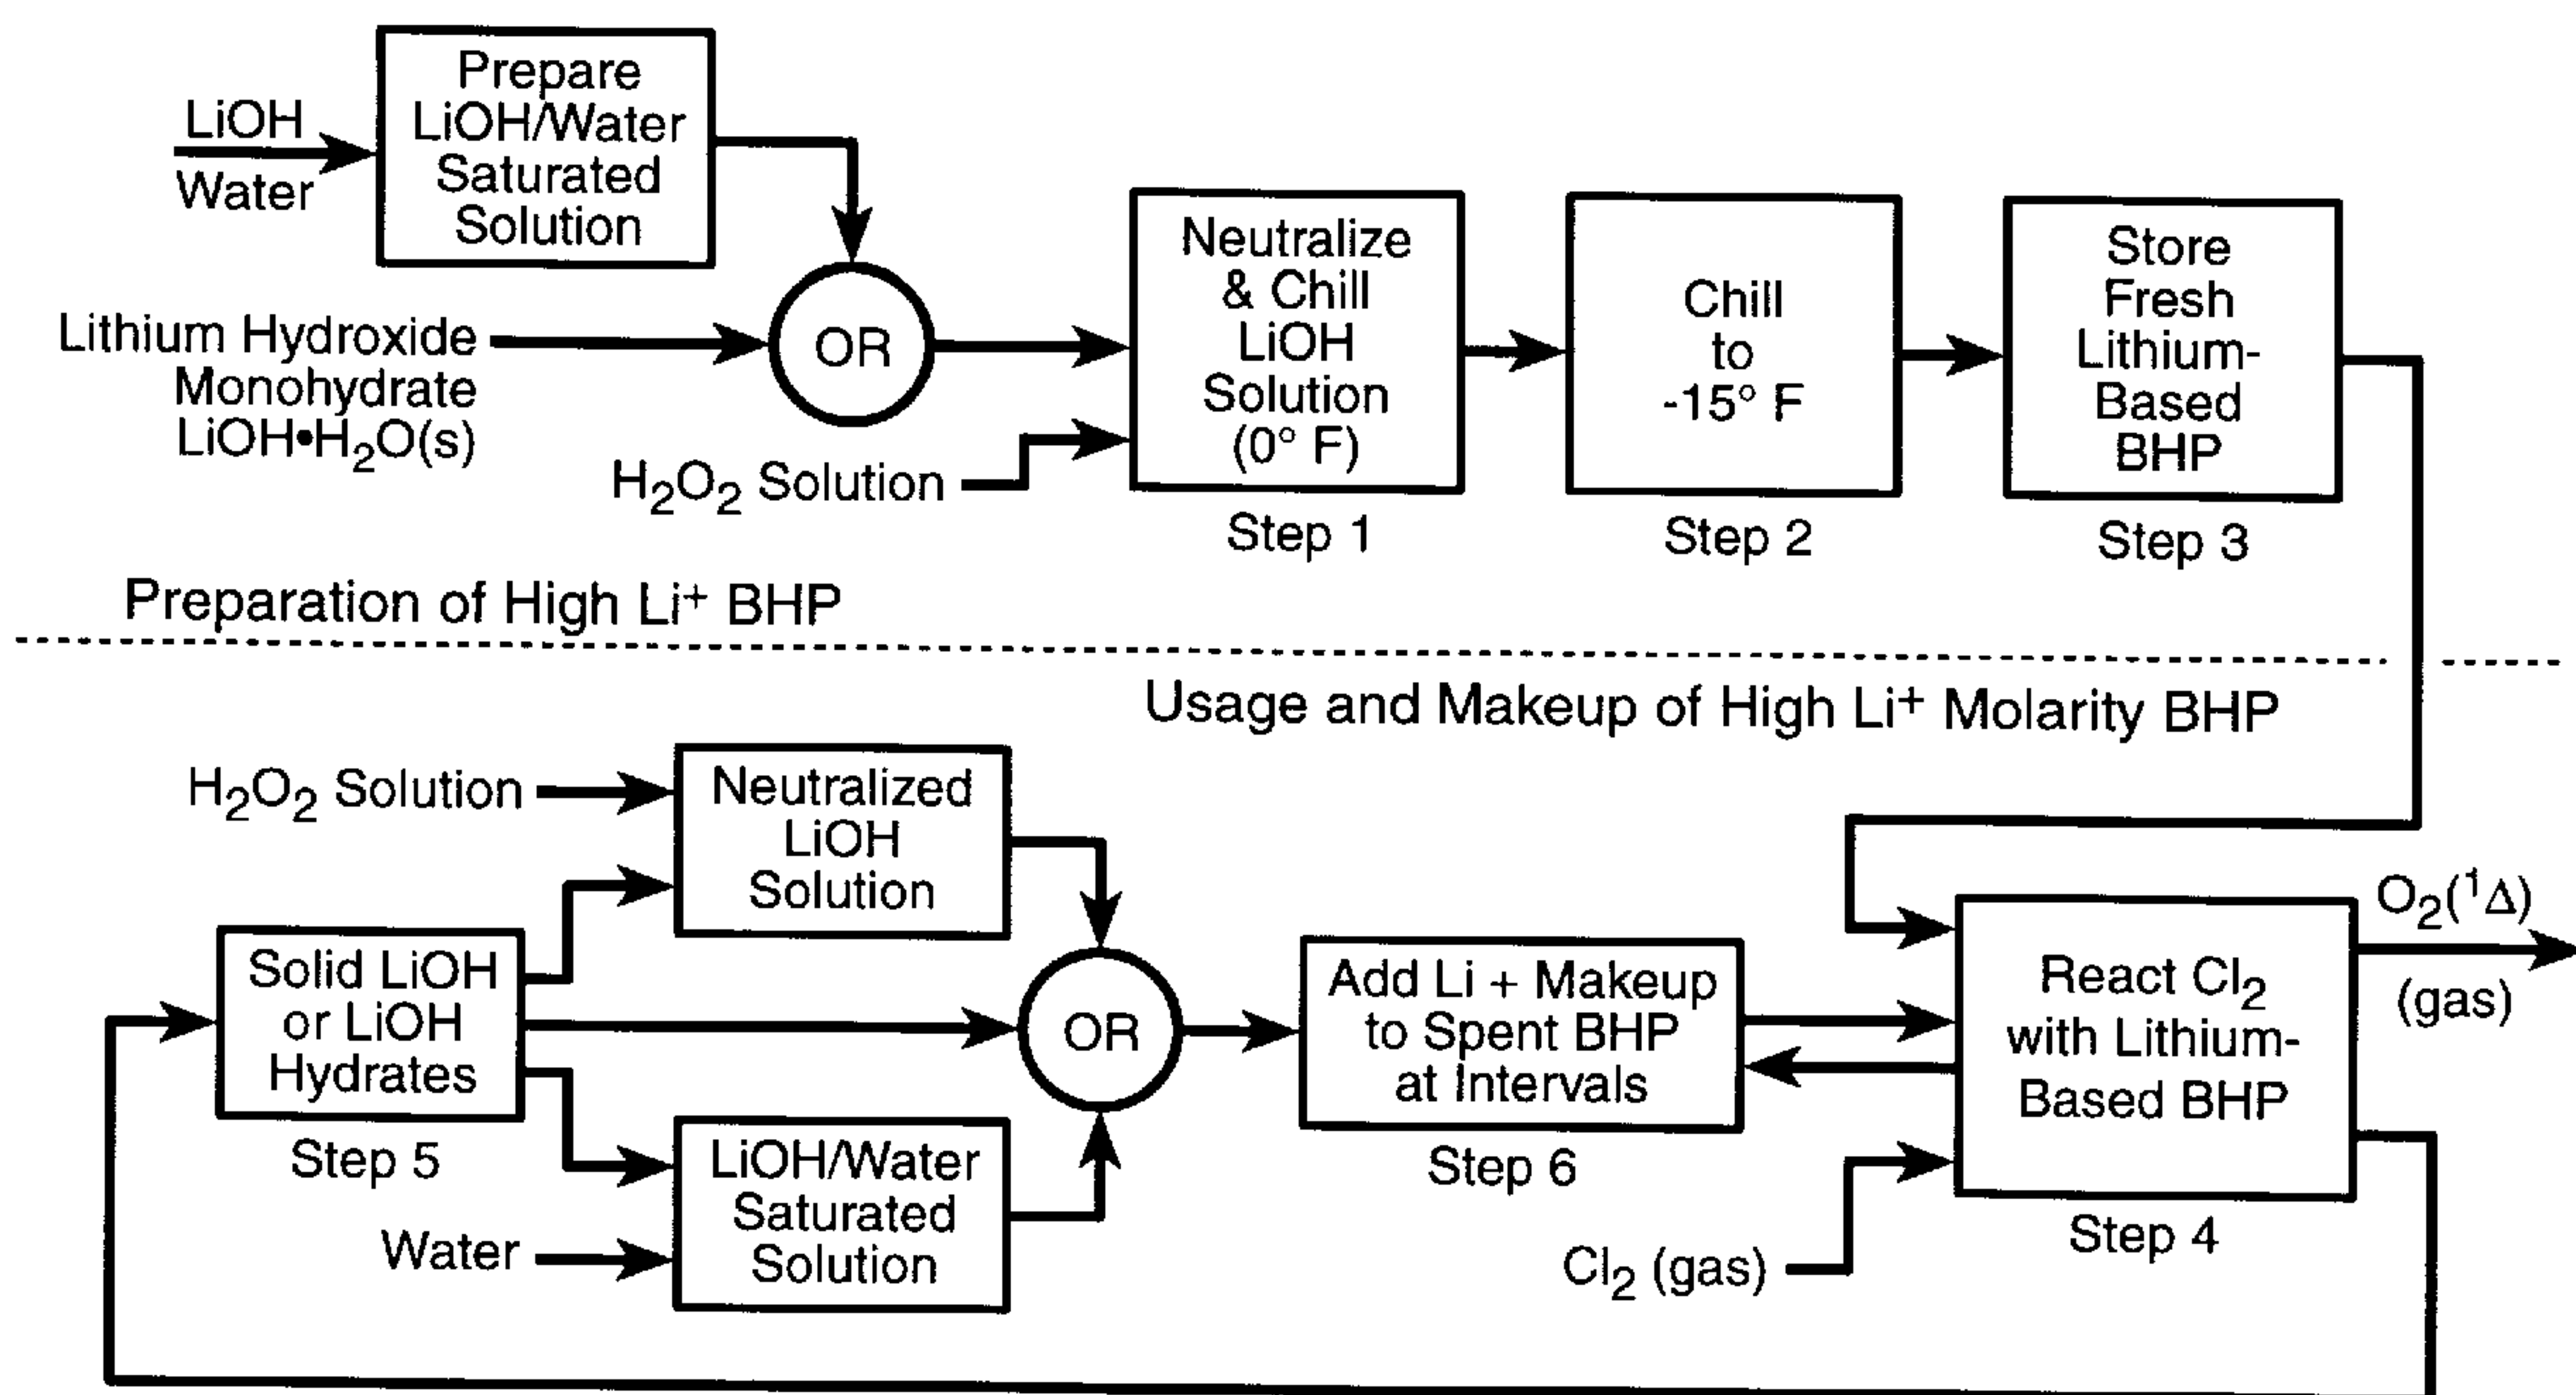 LiOH
Water
Prepare
LiOH/Water
Saturated
Solution
Lithium Hydroxide
Monohydrate
LiOH•H₂O(s)
OR
H₂O₂ Solution
Neutralize
& Chill
LiOH
Solution
(0° F)
Step 1
Chill
to
-15° F
Step 2
Store
Fresh
Lithium-
Based
BHP
Step 3
Preparation of High Li⁺ BHP
Usage and Makeup of High Li⁺ Molarity BHP
H₂O₂ Solution
Neutralized
LiOH
Solution
Solid LiOH
or LiOH
Hydrates
Step 5
Water
LiOH/Water
Saturated
Solution
OR
Add Li + Makeup
to Spent BHP
at Intervals
Step 6
React Cl₂
with Lithium-
Based BHP
Step 4
Cl₂ (gas)
O₂(¹Δ)
(gas)